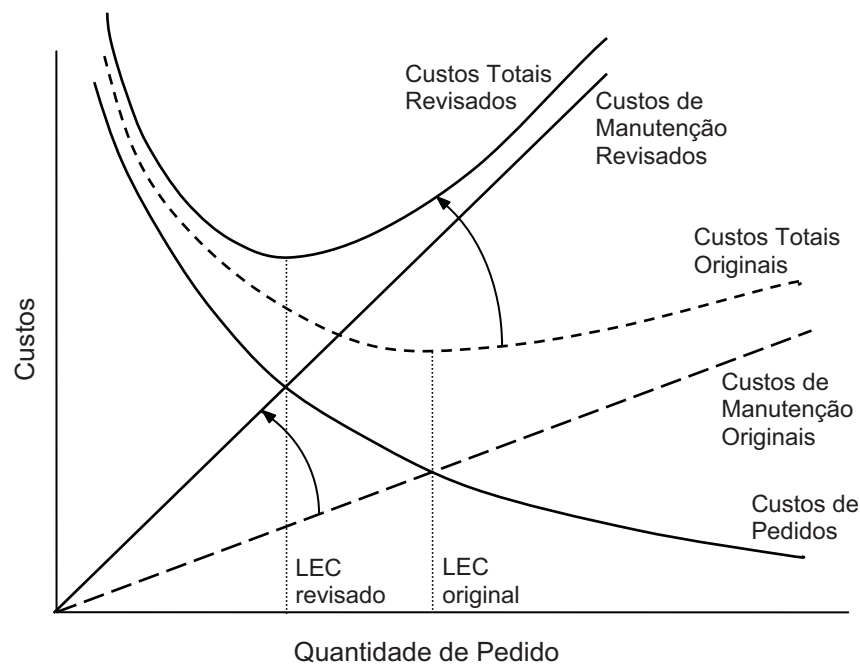 Custos Totais
Revisados
Custos de
Manutenção
Revisados
Custos Totais
Originais
Custos
Custos de
Manutenção
Originais
Custos de
Pedidos
LEC
revisado
LEC
original
Quantidade de Pedido